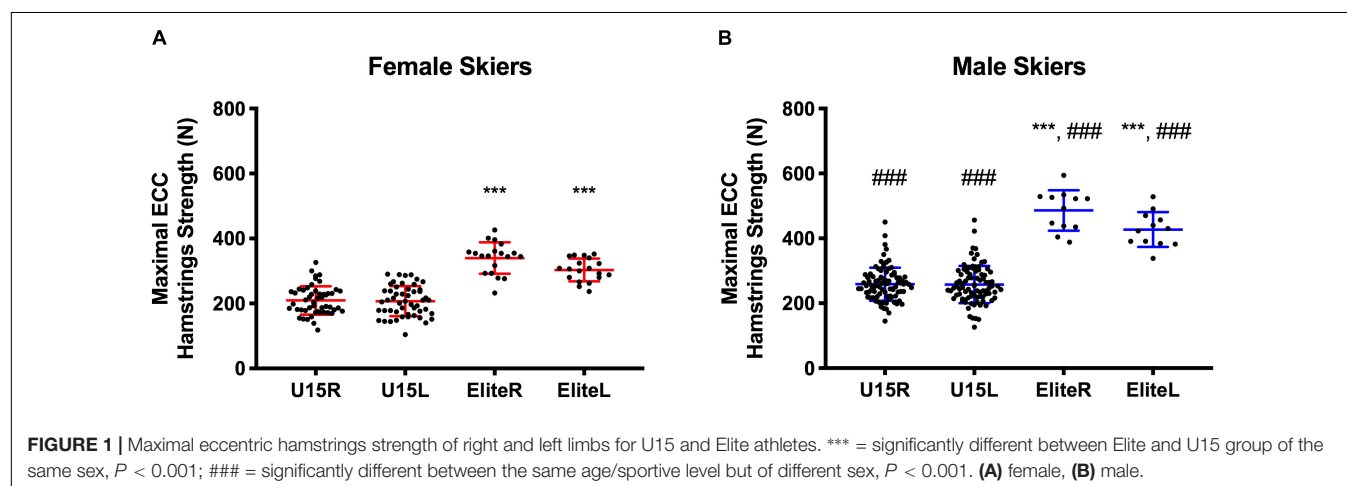 A
Female Skiers
Maximal ECC
Hamstrings Strength (N)
800
600
400
200
0
***
***
U15R U15L EliteR EliteL
B
Male Skiers
Maximal ECC
Hamstrings Strength (N)
800
600
400
200
0
###
###
***, ###
***, ###
U15R U15L EliteR EliteL
FIGURE 1 | Maximal eccentric hamstrings strength of right and left limbs for U15 and Elite athletes. *** = significantly different between Elite and U15 group of the
same sex, P < 0.001; ### = significantly different between the same age/sportive level but of different sex, P < 0.001. (A) female, (B) male.